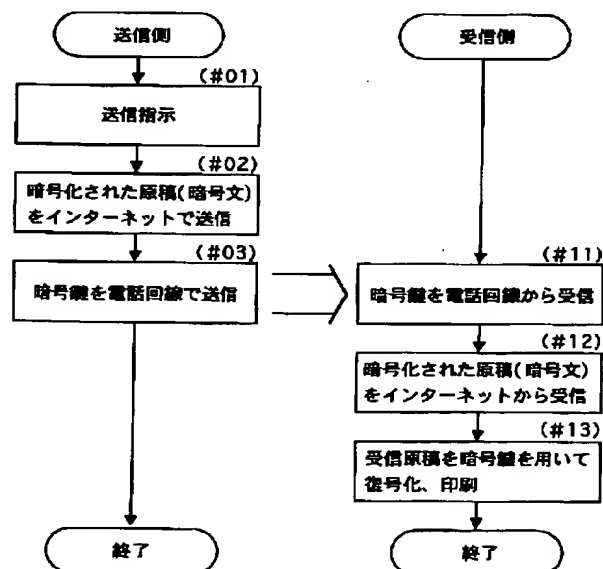 送信側
(#01)
送信指示
(#02)
暗号化された原稿(暗号文)
をインターネットで送信
(#03)
暗号鍵を電話回線で送信
終了
受信側
(#11)
暗号鍵を電話回線から受信
(#12)
暗号化された原稿(暗号文)
をインターネットから受信
(#13)
受信原稿を暗号鍵を用いて
復号化、印刷
終了